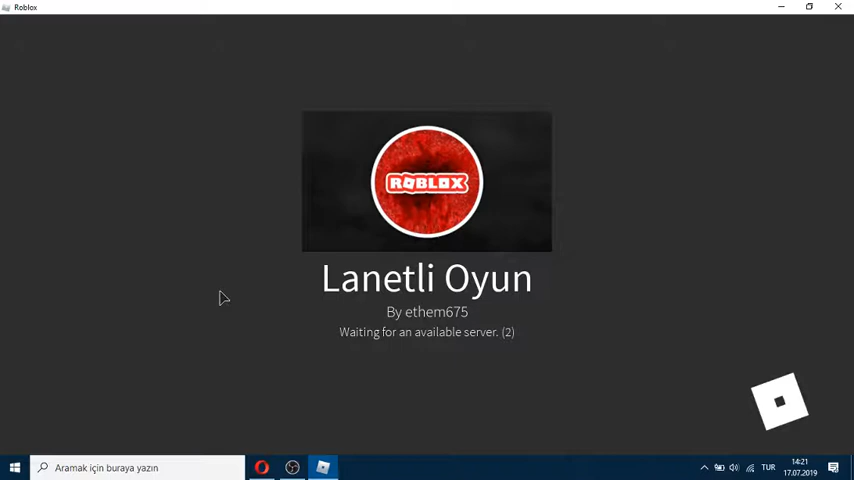 Roblox
ROBLOX
Lanetli Oyun
By ethem675
Waiting for an available server. (2)
Aramak için buraya yazın
TUR
14:21
17.07.2019